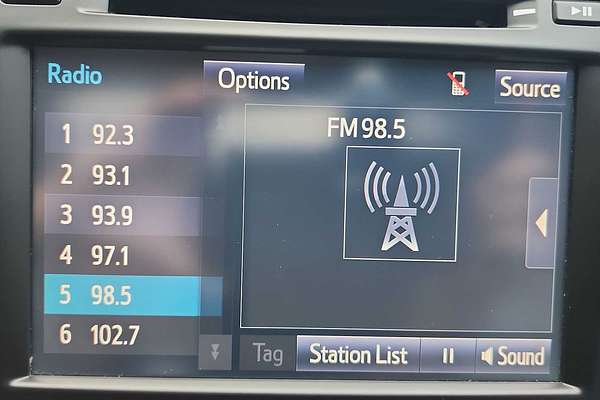 Radio
Options
Source
1 92.3
2 93.1
3 93.9
4 97.1
5 98.5
6 102.7
FM 98.5
Tag
Station List
Sound